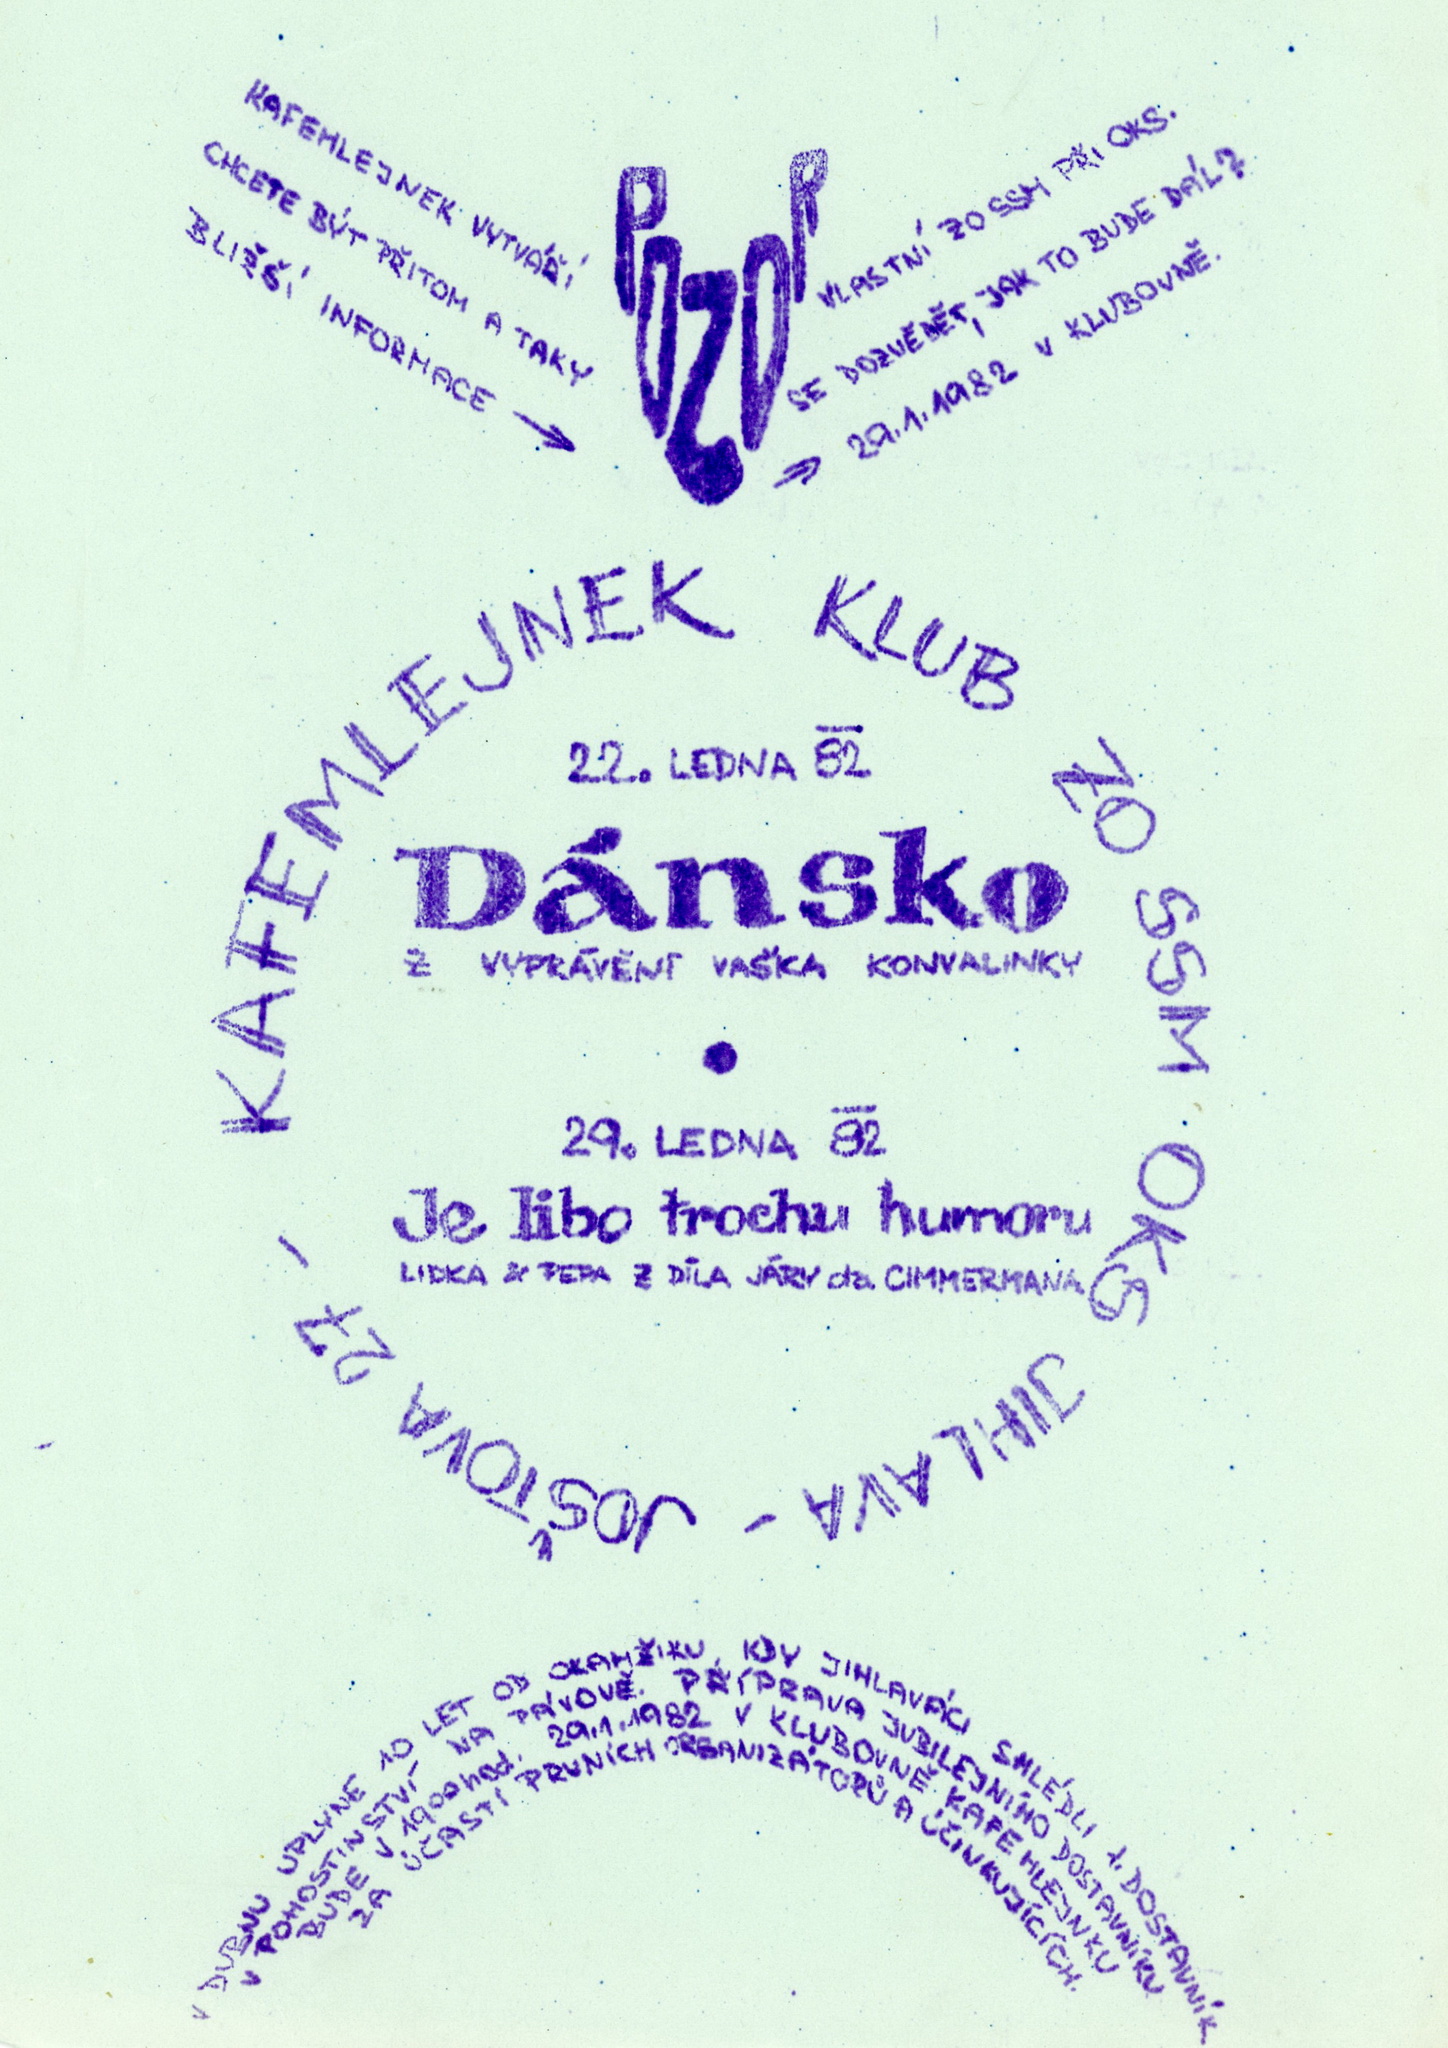 POZOR
KAFEMLEJNEK VYTVÁŘÍ VLASTNÍ ZO SSM PŘI OKS.
CHCETE BÝT PŘITOM A TAKY SE DOZVĚDĚT, JAK TO BUDE DÁL?
BLIŽŠÍ INFORMACE → ⇒ 29.1.1982 V KLUBOVNĚ.
KAFEMLEJNEK KLUB ZO SSM OKS JIHLAVA - JOŠTOVA 27 -
22. LEDNA 82
Dánsko
Z VYPRÁVĚNÍ VAŠKA KONVALINKY
29. LEDNA 82
Je libo trochu humoru
LIDKA & PEPA Z DÍLA JÁRY da CIMMERMANA
V DUBNU UPLYNE 10 LET OD OKAMŽIKU, KDY JIHLAVÁCI SHLÉDLI 1. DOSTAVNÍK
V POHOSTINSTVÍ NA PÁVOVĚ. PŘÍPRAVA JUBILEJNÍHO DOSTAVNÍKU
BUDE V 1900hod. 29.1.1982 V KLUBOVNĚ KAFEMLEJNKU
ZA ÚČASTI PRVNÍCH ORGANIZÁTORŮ A ÚČINKUJÍCÍCH.